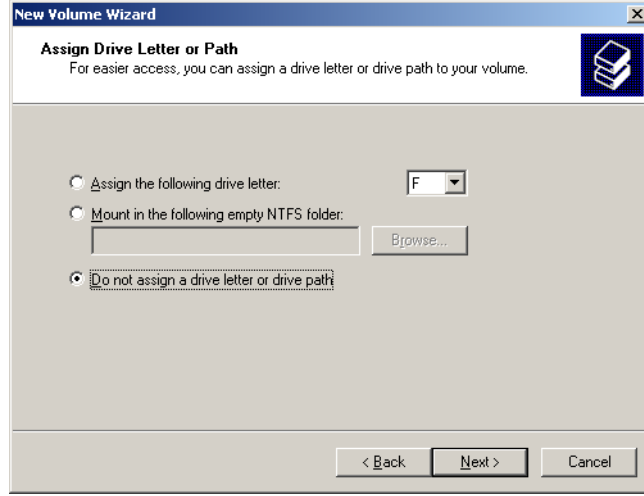 New Volume Wizard
Assign Drive Letter or Path
For easier access, you can assign a drive letter or drive path to your volume.
Assign the following drive letter:
F
Mount in the following empty NTFS folder:
Browse...
Do not assign a drive letter or drive path
< Back
Next >
Cancel